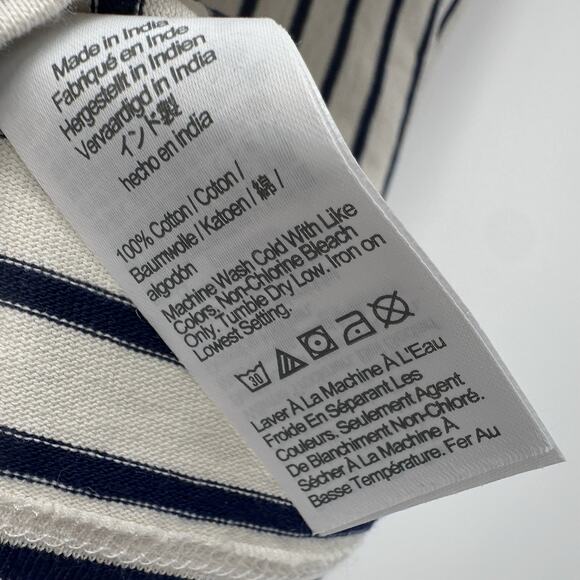 Made in India
Fabriqué en Inde
Hergestellt in Indien
Vervaardigd in India
インド製
hecho en india
100% Cotton / Coton /
Baumwolle / Katoen / 綿 /
algodón
Machine Wash Cold With Like
Colors. Non-Chlorine Bleach
Only. Tumble Dry Low. Iron on
Lowest Setting.
30
Laver À La Machine À L'Eau
Froide En Séparant Les
Couleurs. Seulement Agent
De Blanchiment Non-Chloré.
Sécher À La Machine À
Basse Température. Fer Au